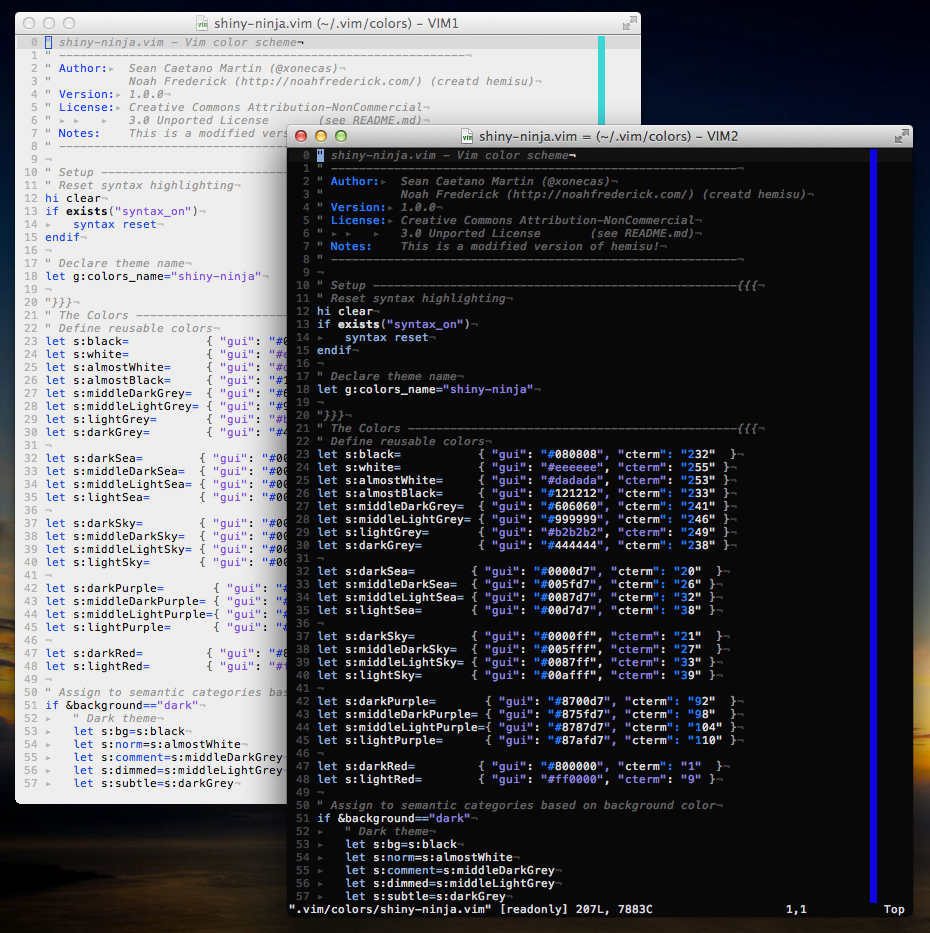 shiny-ninja.vim (~/.vim/colors) – VIM1
0 " shiny-ninja.vim – Vim color scheme¬
1 " ──────────────────────────────────────────────────────────¬
2 " Author:▸  Sean Caetano Martin (@xonecas)¬
3 "           Noah Frederick (http://noahfrederick.com/) (creatd hemisu)¬
4 " Version:▸ 1.0.0¬
5 " License:▸ Creative Commons Attribution–NonCommercial¬
6 " ▸ ▸   ▸   3.0 Unported License       (see README.md)¬
7 " Notes:    This is a modified vers
8 " ────────────────────────────────
9 ¬
10 " Setup ──────────────────────────
11 " Reset syntax highlighting¬
12 hi clear¬
13 if exists("syntax_on")¬
14 ▸   syntax reset¬
15 endif¬
16 ¬
17 " Declare theme name¬
18 let g:colors_name="shiny-ninja"¬
19 ¬
20 "}}}¬
21 " The Colors ─────────────────────
22 " Define reusable colors¬
23 let s:black=           { "gui": "#0
24 let s:white=           { "gui": "#e
25 let s:almostWhite=     { "gui": "#d
26 let s:almostBlack=     { "gui": "#1
27 let s:middleDarkGrey=  { "gui": "#6
28 let s:middleLightGrey= { "gui": "#9
29 let s:lightGrey=       { "gui": "#b
30 let s:darkGrey=        { "gui": "#4
31 ¬
32 let s:darkSea=        { "gui": "#00
33 let s:middleDarkSea=  { "gui": "#00
34 let s:middleLightSea= { "gui": "#00
35 let s:lightSea=       { "gui": "#00
36 ¬
37 let s:darkSky=        { "gui": "#00
38 let s:middleDarkSky=  { "gui": "#00
39 let s:middleLightSky= { "gui": "#00
40 let s:lightSky=       { "gui": "#00
41 ¬
42 let s:darkPurple=       { "gui": "#
43 let s:middleDarkPurple= { "gui": "#
44 let s:middleLightPurple={ "gui": "#
45 let s:lightPurple=      { "gui": "#
46 ¬
47 let s:darkRed=         { "gui": "#8
48 let s:lightRed=        { "gui": "#f
49 ¬
50 " Assign to semantic categories bas
51 if &background=="dark"¬
52 ▸   " Dark theme¬
53 ▸   let s:bg=s:black¬
54 ▸   let s:norm=s:almostWhite¬
55 ▸   let s:comment=s:middleDarkGrey
56 ▸   let s:dimmed=s:middleLightGrey
57 ▸   let s:subtle=s:darkGrey¬
shiny-ninja.vim = (~/.vim/colors) – VIM2
0 " shiny-ninja.vim – Vim color scheme¬
1 " ──────────────────────────────────────────────────────────¬
2 " Author:▸  Sean Caetano Martin (@xonecas)¬
3 "           Noah Frederick (http://noahfrederick.com/) (creatd hemisu)¬
4 " Version:▸ 1.0.0¬
5 " License:▸ Creative Commons Attribution–NonCommercial¬
6 " ▸ ▸   ▸   3.0 Unported License       (see README.md)¬
7 " Notes:    This is a modified version of hemisu!¬
8 " ──────────────────────────────────────────────────────────¬
9 ¬
10 " Setup ────────────────────────────────────────────────────{{{¬
11 " Reset syntax highlighting¬
12 hi clear¬
13 if exists("syntax_on")¬
14 ▸   syntax reset¬
15 endif¬
16 ¬
17 " Declare theme name¬
18 let g:colors_name="shiny-ninja"¬
19 ¬
20 "}}}¬
21 " The Colors ───────────────────────────────────────────────{{{¬
22 " Define reusable colors¬
23 let s:black=           { "gui": "#080808", "cterm": "232"  }¬
24 let s:white=           { "gui": "#eeeeee", "cterm": "255" }¬
25 let s:almostWhite=     { "gui": "#dadada", "cterm": "253" }¬
26 let s:almostBlack=     { "gui": "#121212", "cterm": "233" }¬
27 let s:middleDarkGrey=  { "gui": "#606060", "cterm": "241" }¬
28 let s:middleLightGrey= { "gui": "#999999", "cterm": "246" }¬
29 let s:lightGrey=       { "gui": "#b2b2b2", "cterm": "249" }¬
30 let s:darkGrey=        { "gui": "#444444", "cterm": "238" }¬
31 ¬
32 let s:darkSea=        { "gui": "#0000d7", "cterm": "20"  }¬
33 let s:middleDarkSea=  { "gui": "#005fd7", "cterm": "26"  }¬
34 let s:middleLightSea= { "gui": "#0087d7", "cterm": "32"  }¬
35 let s:lightSea=       { "gui": "#00d7d7", "cterm": "38"  }¬
36 ¬
37 let s:darkSky=        { "gui": "#0000ff", "cterm": "21"  }¬
38 let s:middleDarkSky=  { "gui": "#005fff", "cterm": "27"  }¬
39 let s:middleLightSky= { "gui": "#0087ff", "cterm": "33"  }¬
40 let s:lightSky=       { "gui": "#00afff", "cterm": "39"  }¬
41 ¬
42 let s:darkPurple=       { "gui": "#8700d7", "cterm": "92"  }¬
43 let s:middleDarkPurple= { "gui": "#875fd7", "cterm": "98"  }¬
44 let s:middleLightPurple={ "gui": "#8787d7", "cterm": "104" }¬
45 let s:lightPurple=      { "gui": "#87afd7", "cterm": "110" }¬
46 ¬
47 let s:darkRed=         { "gui": "#800000", "cterm": "1"  }¬
48 let s:lightRed=        { "gui": "#ff0000", "cterm": "9" }¬
49 ¬
50 " Assign to semantic categories based on background color¬
51 if &background=="dark"¬
52 ▸   " Dark theme¬
53 ▸   let s:bg=s:black¬
54 ▸   let s:norm=s:almostWhite¬
55 ▸   let s:comment=s:middleDarkGrey¬
56 ▸   let s:dimmed=s:middleLightGrey¬
57 ▸   let s:subtle=s:darkGrey¬
".vim/colors/shiny-ninja.vim" [readonly] 207L, 7883C 1,1 Top